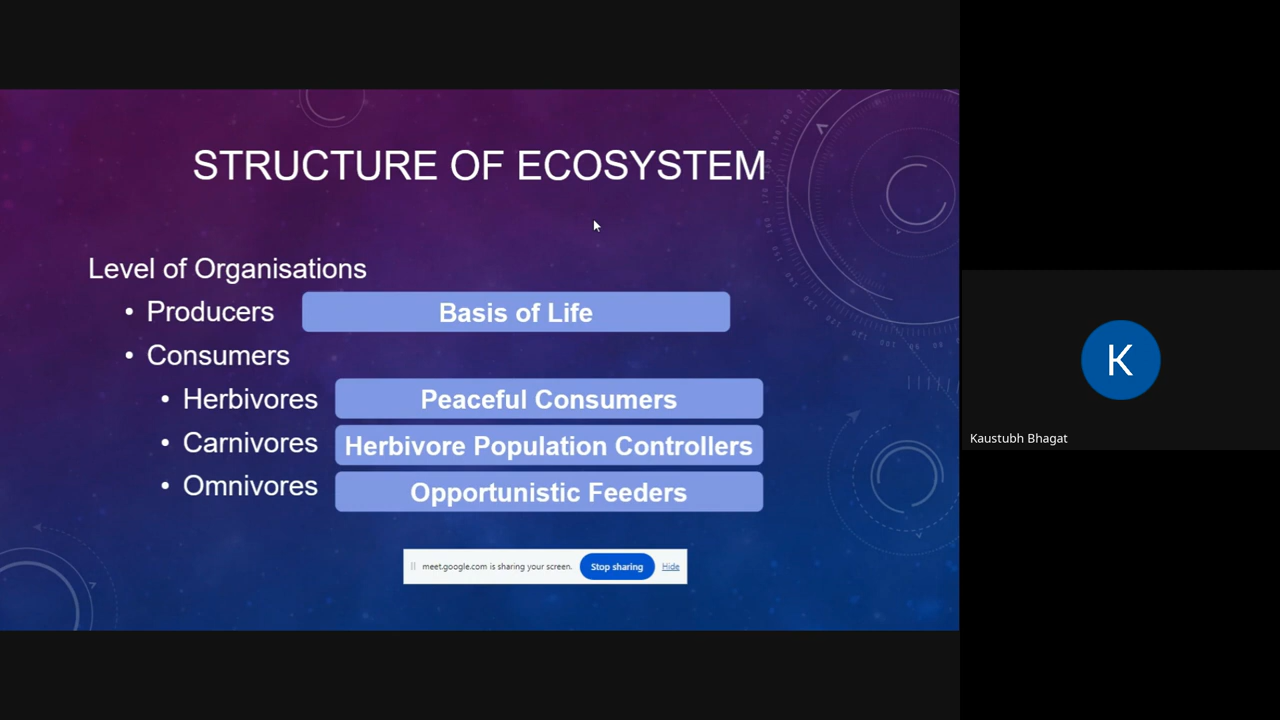 STRUCTURE OF ECOSYSTEM
Level of Organisations
• Producers Basis of Life
• Consumers
• Herbivores Peaceful Consumers
• Carnivores Herbivore Population Controllers
• Omnivores Opportunistic Feeders
meet.google.com is sharing your screen. Stop sharing Hide
K
Kaustubh Bhagat